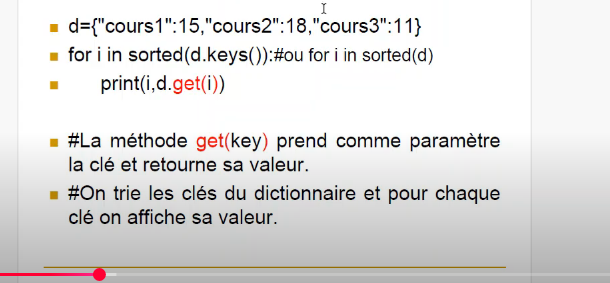 d={"cours1":15,"cours2":18,"cours3":11}
for i in sorted(d.keys()):#ou for i in sorted(d)
print(i,d.get(i))
#La méthode get(key) prend comme paramètre
la clé et retourne sa valeur.
#On trie les clés du dictionnaire et pour chaque
clé on affiche sa valeur.